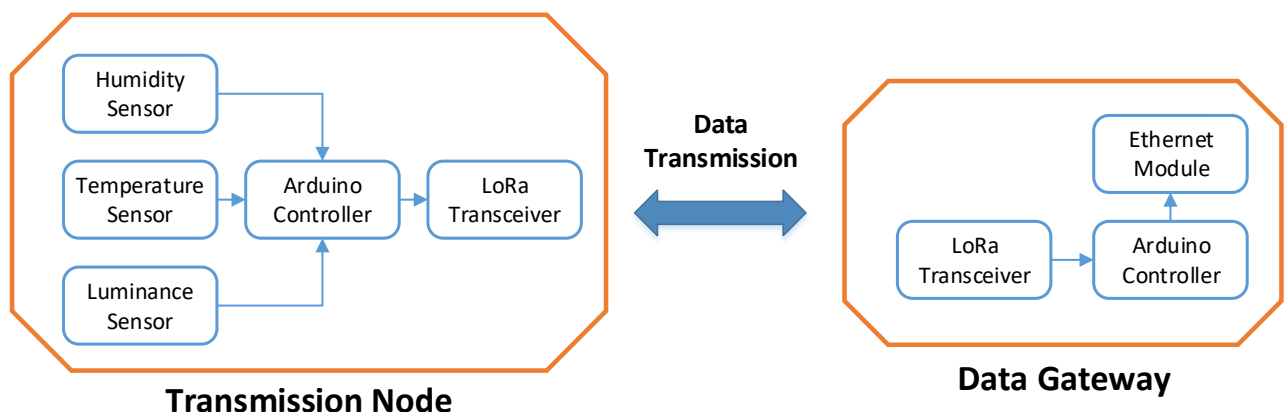 Humidity
Sensor
Temperature
Sensor
Luminance
Sensor
Arduino
Controller
LoRa
Transceiver
Transmission Node
Data
Transmission
Ethernet
Module
LoRa
Transceiver
Arduino
Controller
Data Gateway